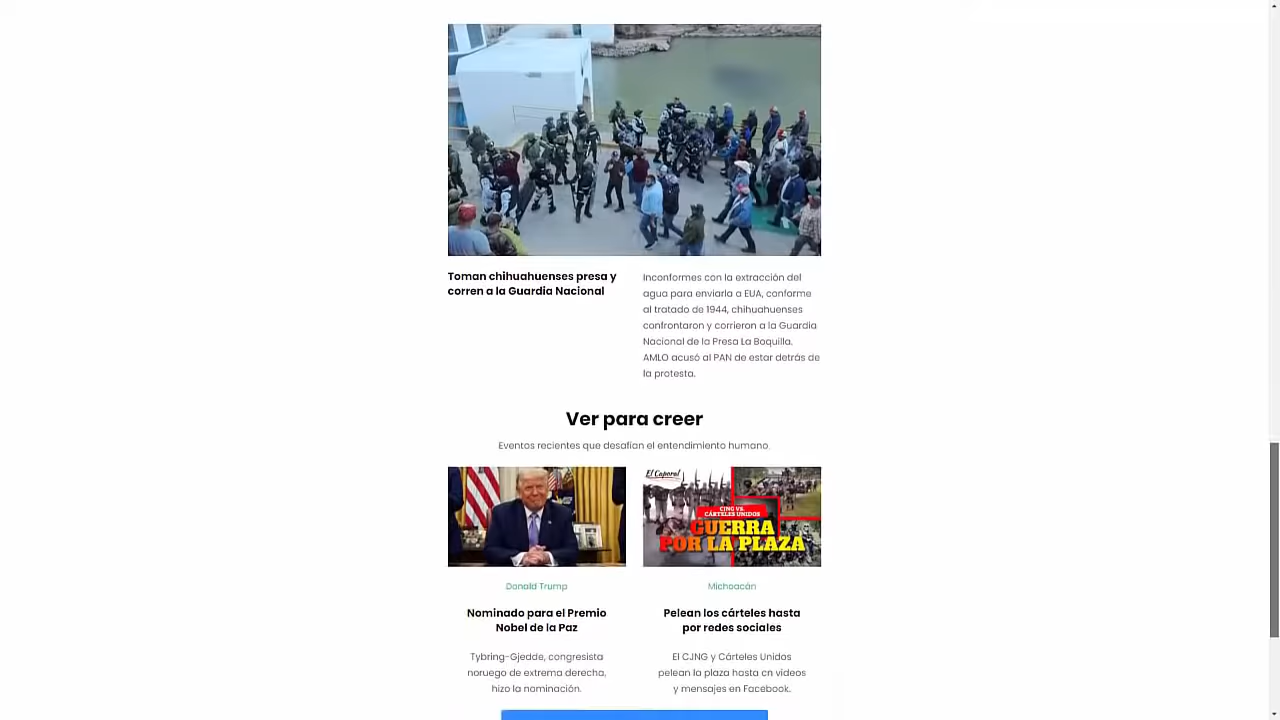 Toman chihuahuenses presa y
corren a la Guardia Nacional
Inconformes con la extracción del
agua para enviarla a EUA, conforme
al tratado de 1944, chihuahuenses
confrontaron y corrieron a la Guardia
Nacional de la Presa La Boquilla.
AMLO acusó al PAN de estar detrás de
la protesta.
Ver para creer
Eventos recientes que desafían el entendimiento humano.
El Caporal
CJNG VS.
CÁRTELES UNIDOS
GUERRA
POR LA PLAZA
Donald Trump
Nominado para el Premio
Nobel de la Paz
Tybring-Gjedde, congresista
noruego de extrema derecha,
hizo la nominación.
Michoacán
Pelean los cárteles hasta
por redes sociales
El CJNG y Cárteles Unidos
pelean la plaza hasta cn videos
y mensajes en Facebook.